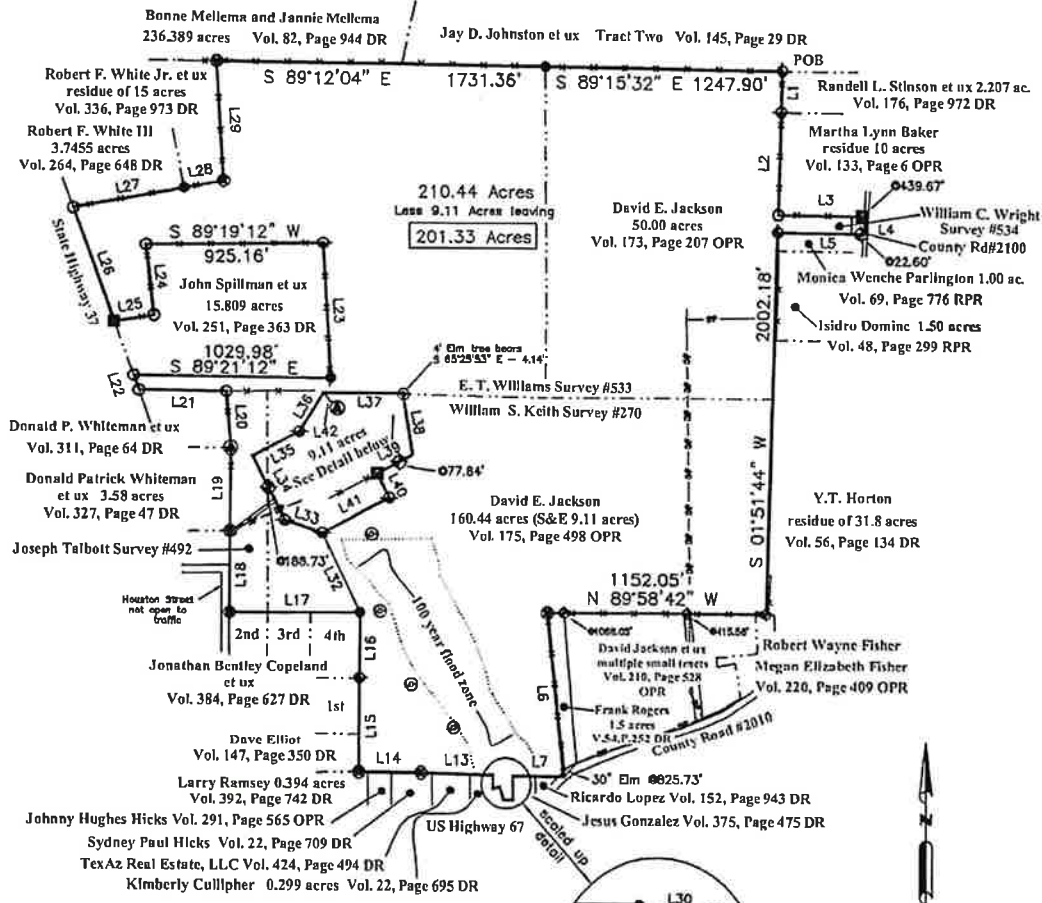 Bonne Mellema and Jannie Mellema
236.389 acres Vol. 82, Page 944 DR
Jay D. Johnston et ux Tract Two Vol. 145, Page 29 DR
POB
S 89°12'04" E 1731.36'
S 89°15'32" E 1247.90'
Robert F. White Jr. et ux
residue of 15 acres
Vol. 336, Page 973 DR
Robert F. White III
3.7455 acres
Vol. 264, Page 648 DR
L29
L28
L27
L1
L2
Randell L. Stinson et ux 2.207 ac.
Vol. 176, Page 972 DR
Martha Lynn Baker
residue 10 acres
Vol. 133, Page 6 OPR
@439.67'
L3
William C. Wright
Survey #534
L4
L5
County Rd#2100
@22.60'
210.44 Acres
Less 9.11 Acres leaving
201.33 Acres
David E. Jackson
50.00 acres
Vol. 173, Page 207 OPR
Monica Wenche Parlington 1.00 ac.
Vol. 69, Page 776 RPR
Isidro Dominc 1.50 acres
Vol. 48, Page 299 RPR
2002.18'
S 01°51'44" W
State Highway 37
L26
S 89°19'12" W
925.16'
L24
L25
John Spillman et ux
15.809 acres
Vol. 251, Page 363 DR
L23
1029.98'
S 89°21'12" E
4' Elm tree bears
S 65°25'53" E - 4.14'
E. T. Williams Survey #533
William S. Keith Survey #270
L22
L21
L20
L36
L37
L38
L42
A
9.11 acres
See Detail below
L35
L34
L39
@77.84'
L40
L41
L33
Donald P. Whiteman et ux
Vol. 311, Page 64 DR
Donald Patrick Whiteman
et ux 3.58 acres
Vol. 327, Page 47 DR
L19
Joseph Talbott Survey #492
@188.73'
L32
L18
Houston Street
not open to
traffic
David E. Jackson
160.44 acres (S&E 9.11 acres)
Vol. 175, Page 498 OPR
Y.T. Horton
residue of 31.8 acres
Vol. 56, Page 134 DR
L17
2nd 3rd 4th
L16
100 year flood zone
1152.05'
N 89°58'42" W
David Jackson et ux
multiple small tracts
Vol. 210, Page 528
OPR
Robert Wayne Fisher
Megan Elizabeth Fisher
Vol. 220, Page 409 OPR
Jonathan Bentley Copeland
et ux
Vol. 384, Page 627 DR
1st
L15
L6
Frank Rogers
1.5 acres
V.54,P.252 DR
County Road #2010
Dave Elliot
Vol. 147, Page 350 DR
L14
L13
L7
30" Elm @825.73'
Larry Ramsey 0.394 acres
Vol. 392, Page 742 DR
Ricardo Lopez Vol. 152, Page 943 DR
Johnny Hughes Hicks Vol. 291, Page 565 OPR
US Highway 67
Jesus Gonzalez Vol. 375, Page 475 DR
Sydney Paul Hicks Vol. 22, Page 709 DR
TexAz Real Estate, LLC Vol. 424, Page 494 DR
Kimberly Cullpher 0.299 acres Vol. 22, Page 695 DR
scaled up
detail
L30
N